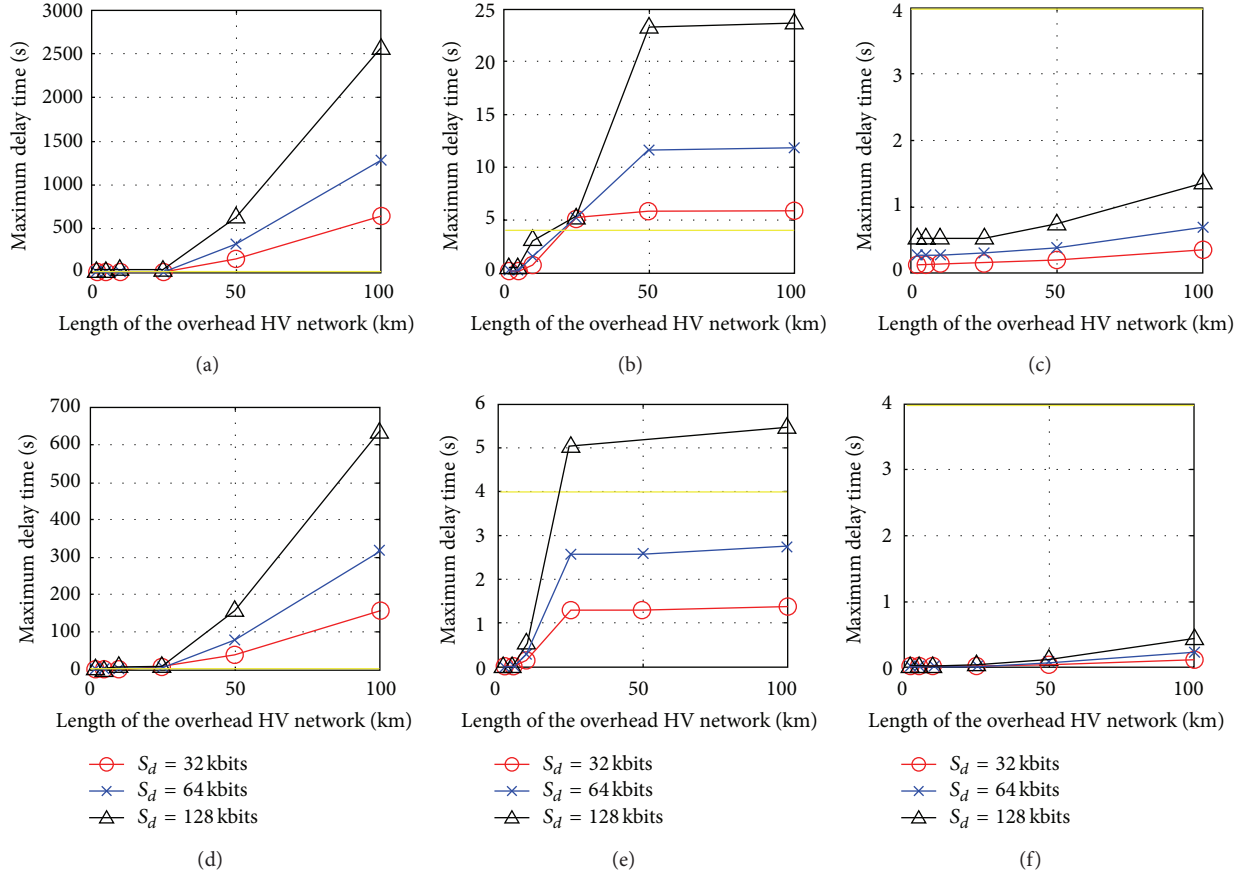 3000
2500
2000
1500
1000
500
0
0
50
100
Maximum delay time (s)
Length of the overhead HV network (km)
(a)
25
20
15
10
5
0
0
50
100
Maximum delay time (s)
Length of the overhead HV network (km)
(b)
4
3
2
1
0
0
50
100
Maximum delay time (s)
Length of the overhead HV network (km)
(c)
700
600
500
400
300
200
100
0
0
50
100
Maximum delay time (s)
Length of the overhead HV network (km)
S_d = 32 kbits
S_d = 64 kbits
S_d = 128 kbits
(d)
6
5
4
3
2
1
0
0
50
100
Maximum delay time (s)
Length of the overhead HV network (km)
S_d = 32 kbits
S_d = 64 kbits
S_d = 128 kbits
(e)
4
3
2
1
0
0
50
100
Maximum delay time (s)
Length of the overhead HV network (km)
S_d = 32 kbits
S_d = 64 kbits
S_d = 128 kbits
(f)